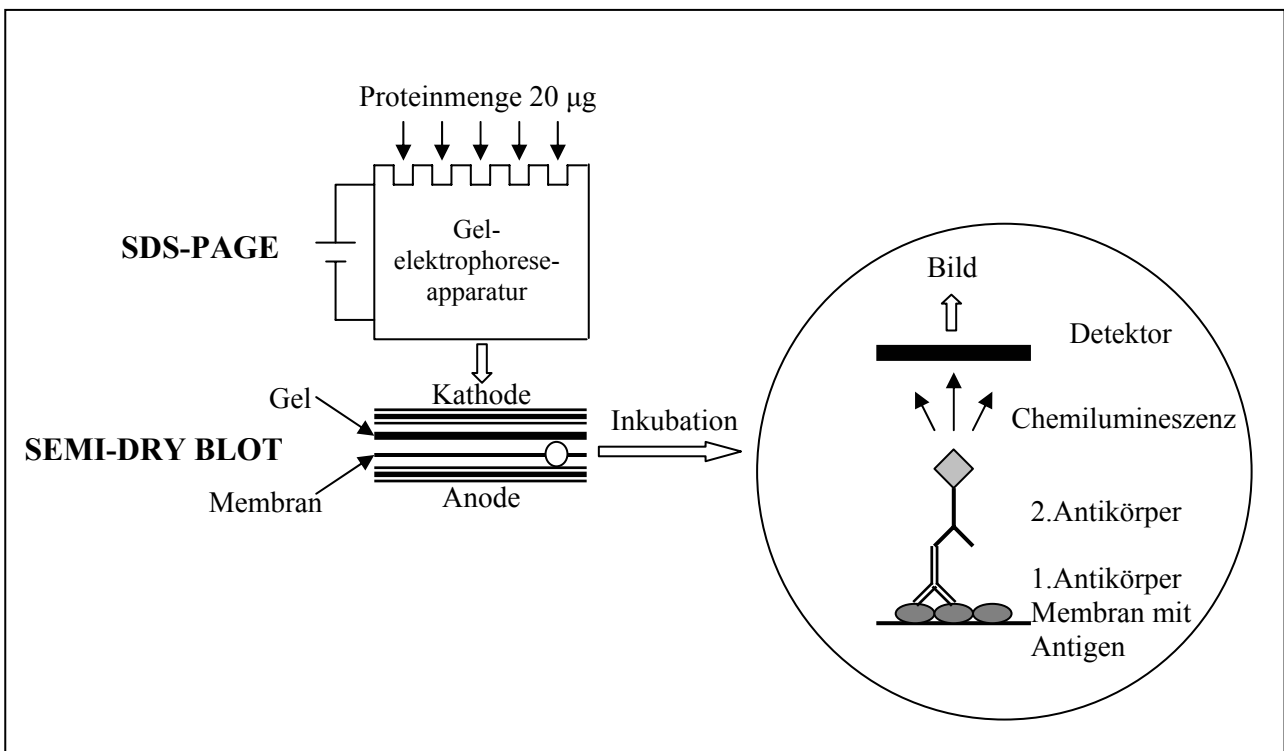 Proteinmenge 20 µg
SDS-PAGE
Gel-
elektrophorese-
apparatur
Kathode
Gel
SEMI-DRY BLOT
Membran
Anode
Inkubation
Bild
Detektor
Chemilumineszenz
2.Antikörper
1.Antikörper
Membran mit
Antigen